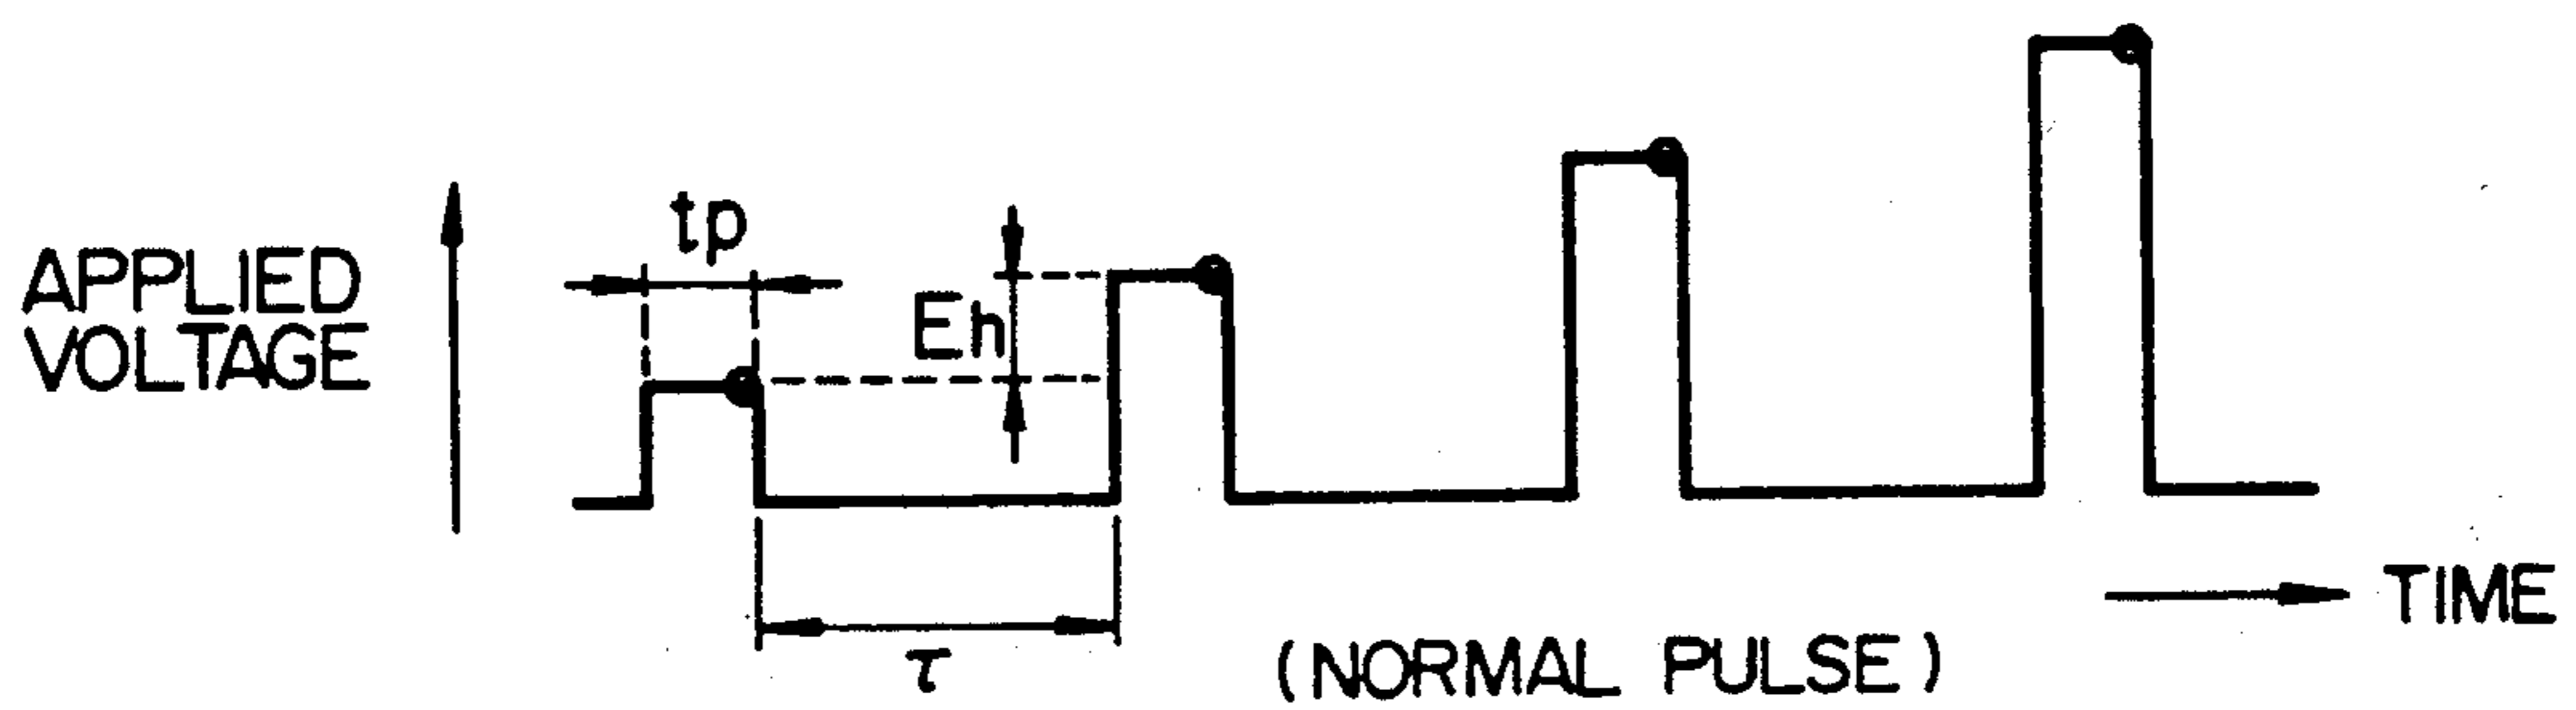 APPLIED
VOLTAGE
tp
Eh
τ
(NORMAL PULSE)
TIME